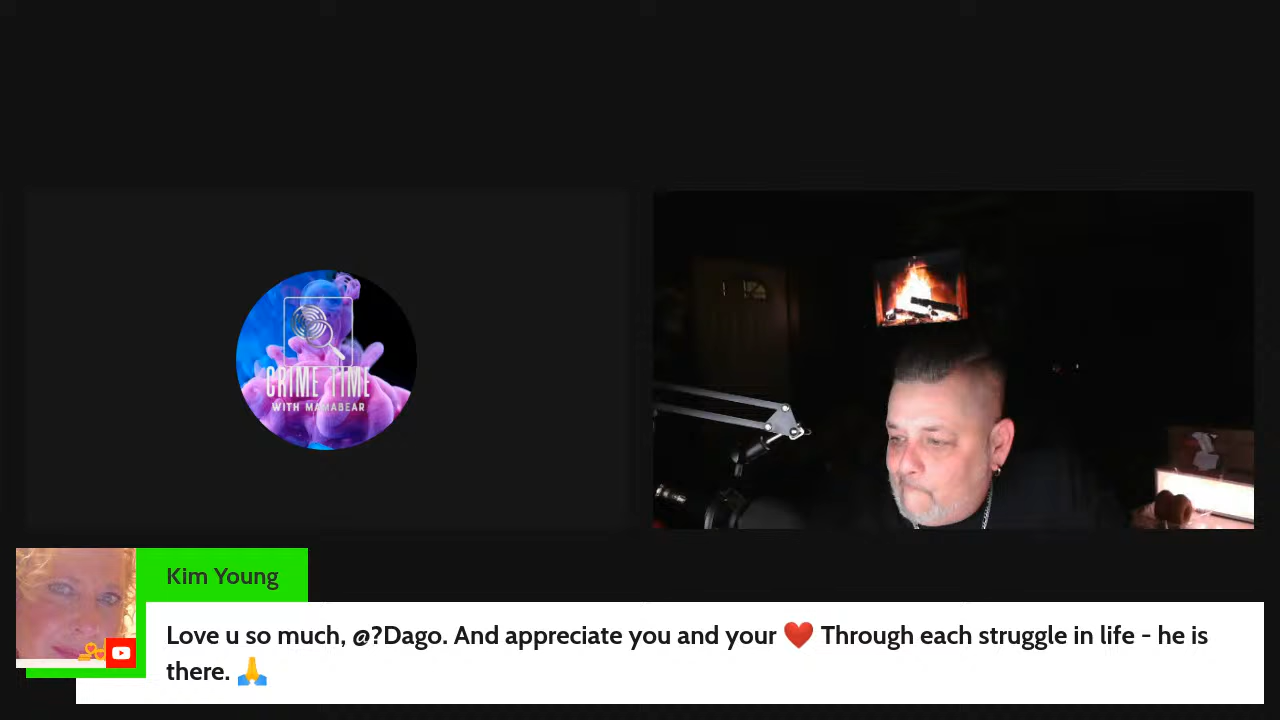 CRIME TIME
WITH MAMABEAR
Kim Young
Love u so much, @?Dago. And appreciate you and your ❤️ Through each struggle in life - he is
there. 🙏